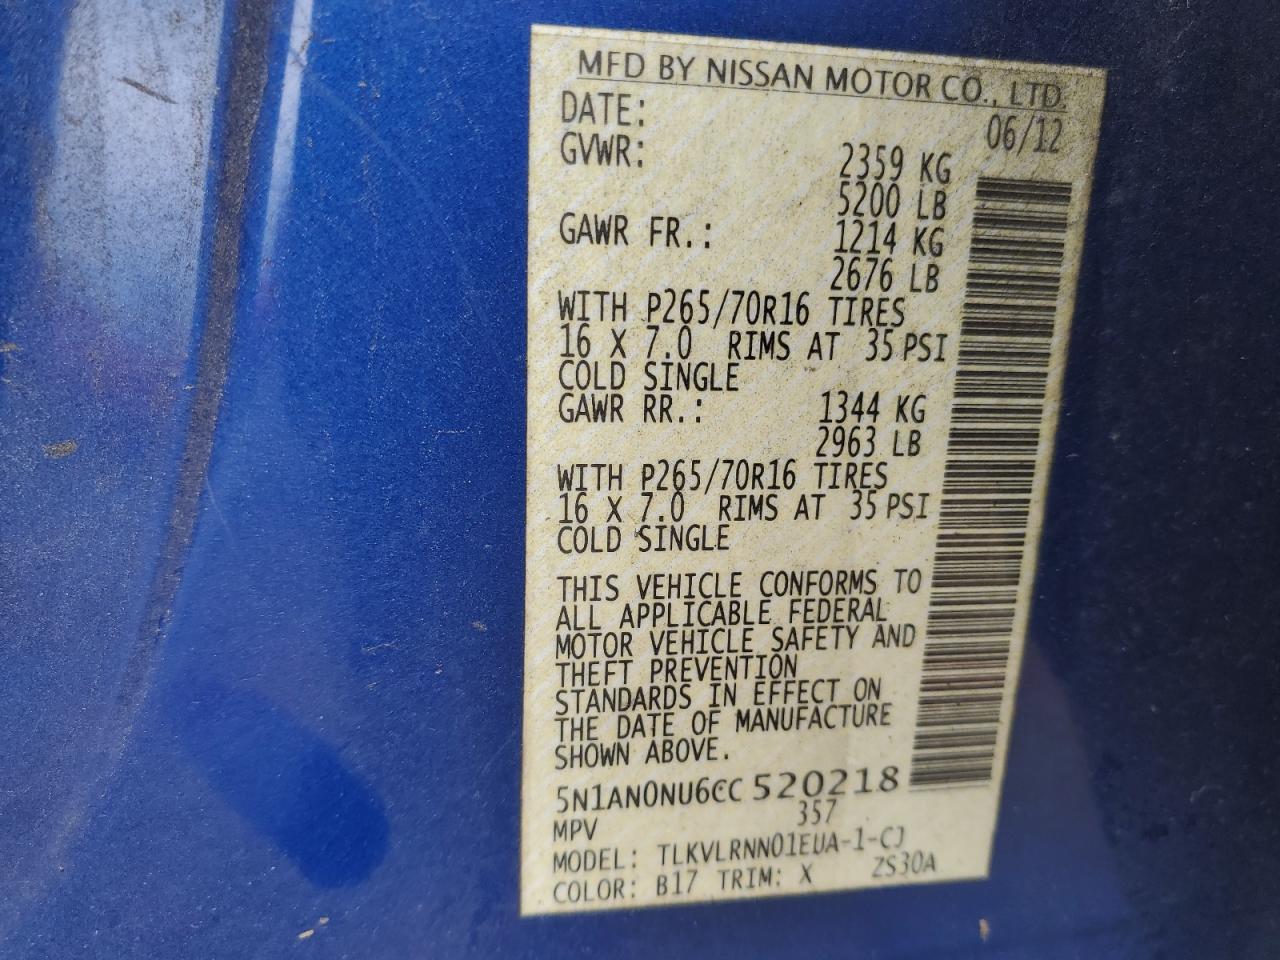 MFD BY NISSAN MOTOR CO., LTD.
DATE: 06/12
GVWR: 2359 KG
5200 LB
GAWR FR.: 1214 KG
2676 LB
WITH P265/70R16 TIRES
16 X 7.0 RIMS AT 35 PSI
COLD SINGLE
GAWR RR.: 1344 KG
2963 LB
WITH P265/70R16 TIRES
16 X 7.0 RIMS AT 35 PSI
COLD SINGLE
THIS VEHICLE CONFORMS TO
ALL APPLICABLE FEDERAL
MOTOR VEHICLE SAFETY AND
THEFT PREVENTION
STANDARDS IN EFFECT ON
THE DATE OF MANUFACTURE
SHOWN ABOVE.
5N1AN0NU6CC 520218
MPV 357
MODEL: TLKVLRNN01EUA-1-CJ
COLOR: B17 TRIM: X ZS30A